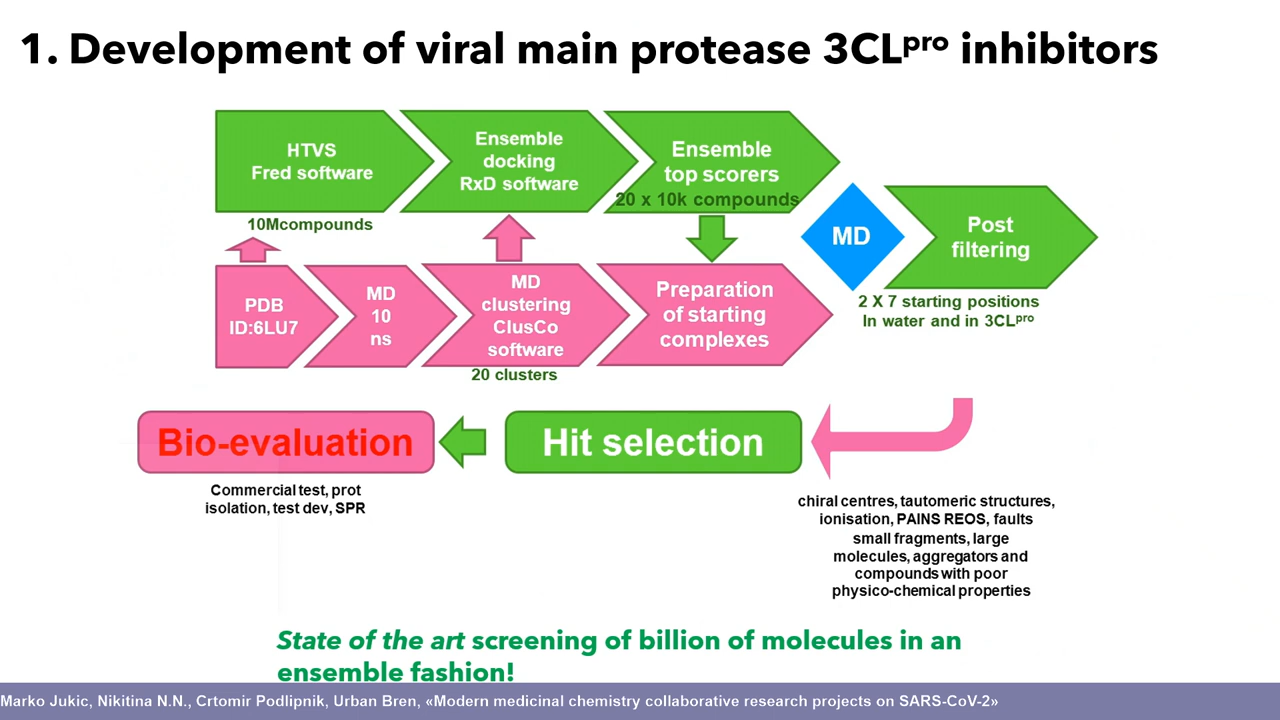 1. Development of viral main protease 3CLpro inhibitors
HTVS
Fred software
10Mcompounds
Ensemble
docking
RxD software
Ensemble
top scorers
20 x 10k compounds
PDB
ID:6LU7
MD
10
ns
MD
clustering
ClusCo
software
20 clusters
Preparation
of starting
complexes
MD
Post
filtering
2 X 7 starting positions
In water and in 3CLpro
Bio-evaluation
Hit selection
Commercial test, prot
isolation, test dev, SPR
chiral centres, tautomeric structures,
ionisation, PAINS REOS, faults
small fragments, large
molecules, aggregators and
compounds with poor
physico-chemical properties
State of the art screening of billion of molecules in an
ensemble fashion!
Marko Jukic, Nikitina N.N., Crtomir Podlipnik, Urban Bren, «Modern medicinal chemistry collaborative research projects on SARS-CoV-2»